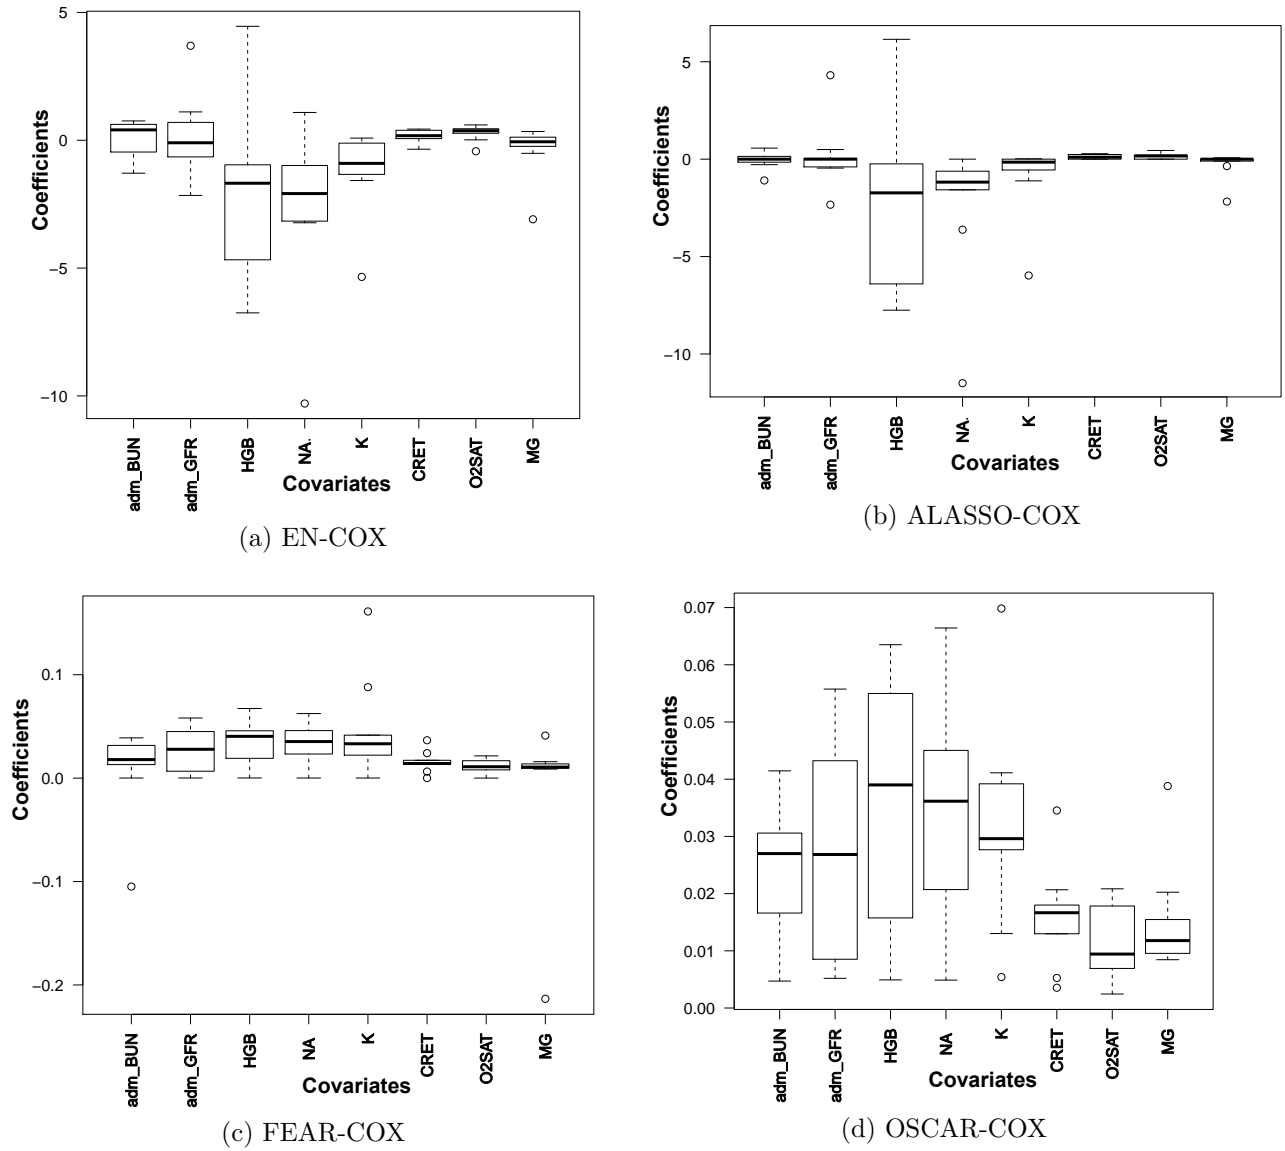 5
0
−5
−10
Coefficients
adm_BUN
adm_GFR
HGB
NA.
K
CRET
O2SAT
MG
Covariates
(a) EN-COX
5
0
−5
−10
Coefficients
adm_BUN
adm_GFR
HGB
NA.
K
CRET
O2SAT
MG
Covariates
(b) ALASSO-COX
0.1
0.0
−0.1
−0.2
Coefficients
adm_BUN
adm_GFR
HGB
NA
K
CRET
O2SAT
MG
Covariates
(c) FEAR-COX
0.07
0.06
0.05
0.04
0.03
0.02
0.01
0.00
Coefficients
adm_BUN
adm_GFR
HGB
NA
K
CRET
O2SAT
MG
Covariates
(d) OSCAR-COX